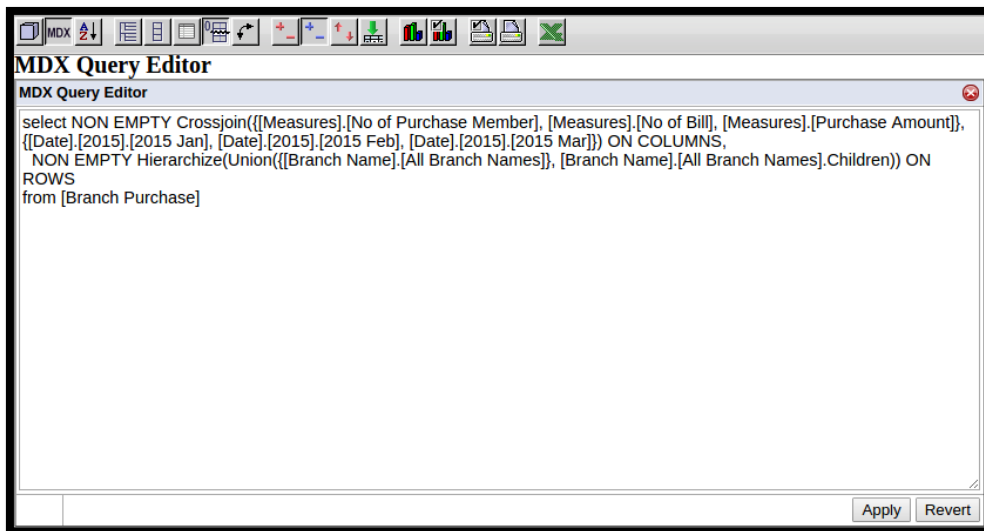 MDX A Z
MDX Query Editor
MDX Query Editor
select NON EMPTY Crossjoin({[Measures].[No of Purchase Member], [Measures].[No of Bill], [Measures].[Purchase Amount]},
{[Date].[2015].[2015 Jan], [Date].[2015].[2015 Feb], [Date].[2015].[2015 Mar]}) ON COLUMNS,
NON EMPTY Hierarchize(Union({[Branch Name].[All Branch Names]}, [Branch Name].[All Branch Names].Children)) ON
ROWS
from [Branch Purchase]
Apply Revert